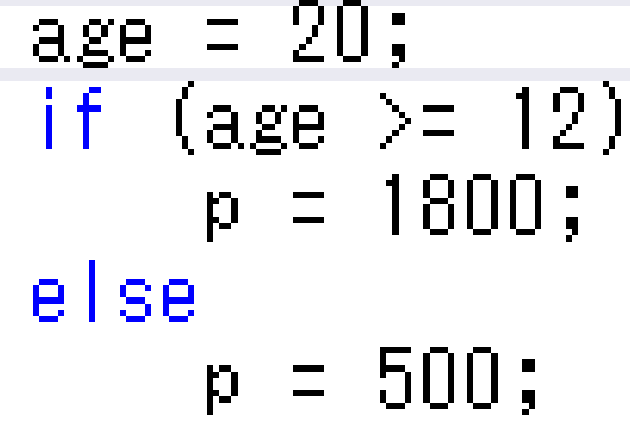 age = 20;
if (age >= 12)
    p = 1800;
else
    p = 500;